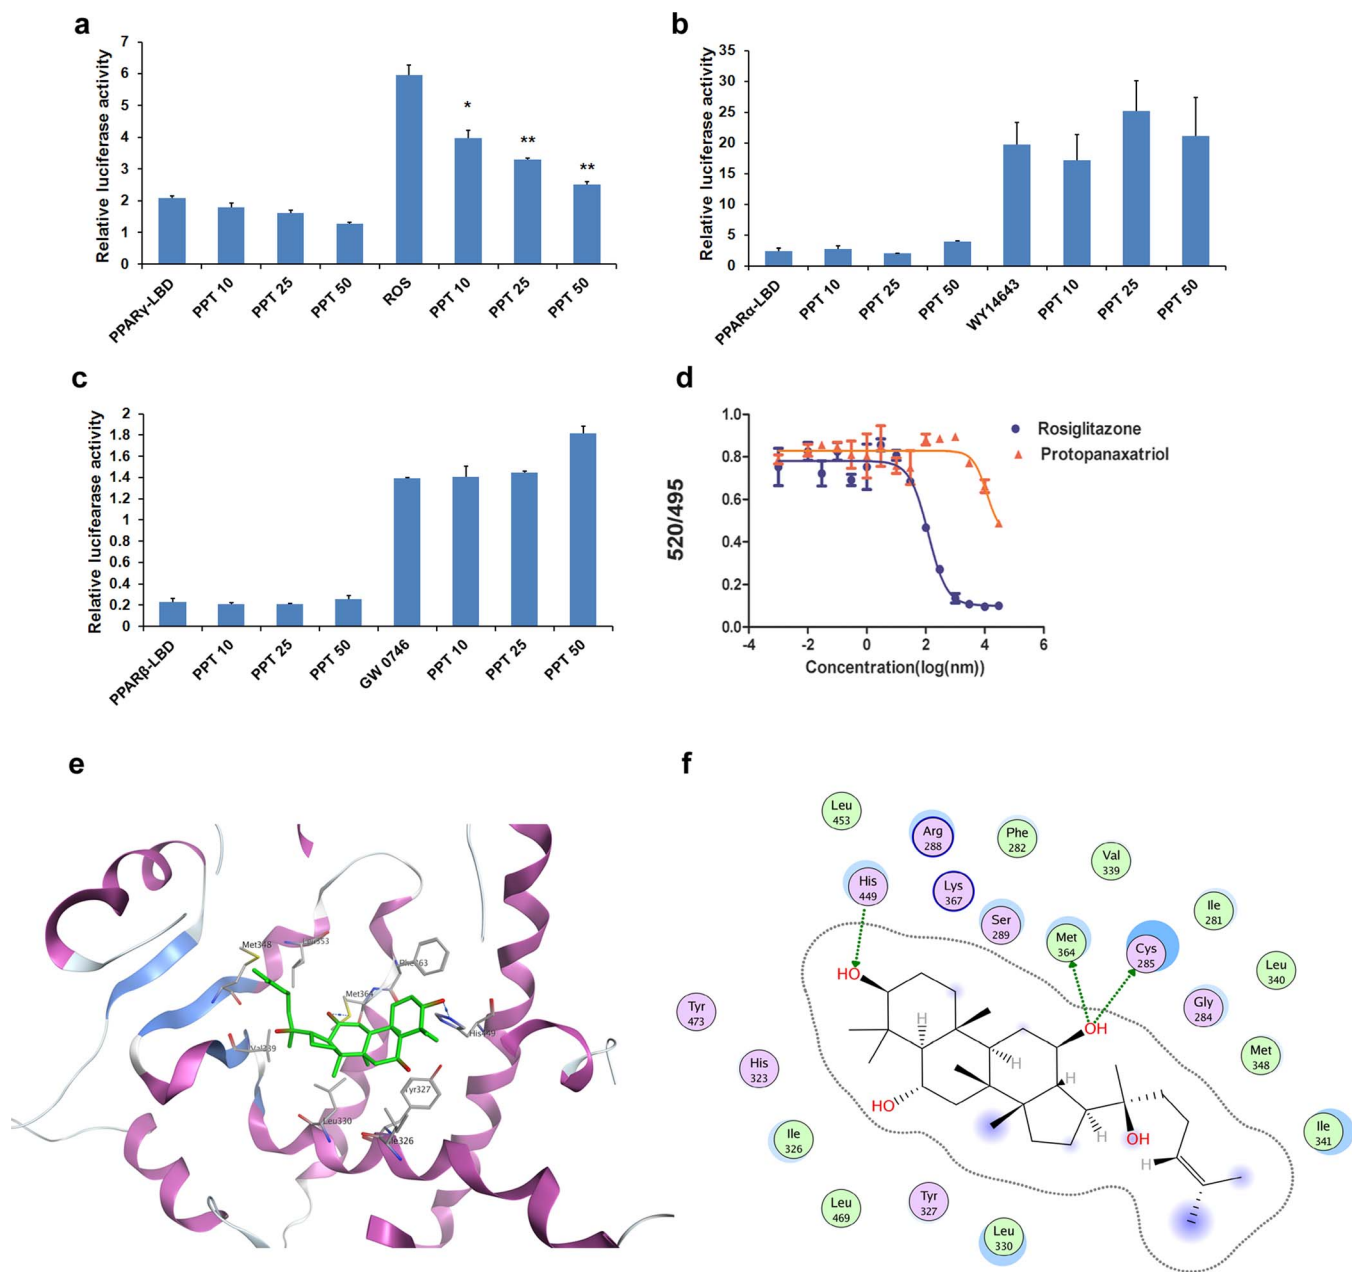 a
Relative luciferase activity
7
6
5
4
3
2
1
0
*
**
**
PPARγ-LBD
PPT 10
PPT 25
PPT 50
ROS
PPT 10
PPT 25
PPT 50
b
Relative luciferase activity
35
30
25
20
15
10
5
0
PPARα-LBD
PPT 10
PPT 25
PPT 50
WY14643
PPT 10
PPT 25
PPT 50
c
Relative lucifearase activity
2
1.8
1.6
1.4
1.2
1
0.8
0.6
0.4
0.2
0
PPARβ-LBD
PPT 10
PPT 25
PPT 50
GW 0746
PPT 10
PPT 25
PPT 50
d
520/495
1.0
0.8
0.6
0.4
0.2
0.0
-4
-2
0
2
4
6
Concentration(log(nm))
Rosiglitazone
Protopanaxatriol
e
Met348
Met364
His449
Val339
Tyr327
Leu330
f
Leu
453
Arg
288
Phe
282
Val
339
His
449
Lys
367
Ser
289
Met
364
Cys
285
Ile
281
Leu
340
Gly
284
Met
348
Tyr
473
His
323
Ile
326
Leu
469
Tyr
327
Leu
330
Ile
341
HO
OH
H
H
H
HO
H
OH
H